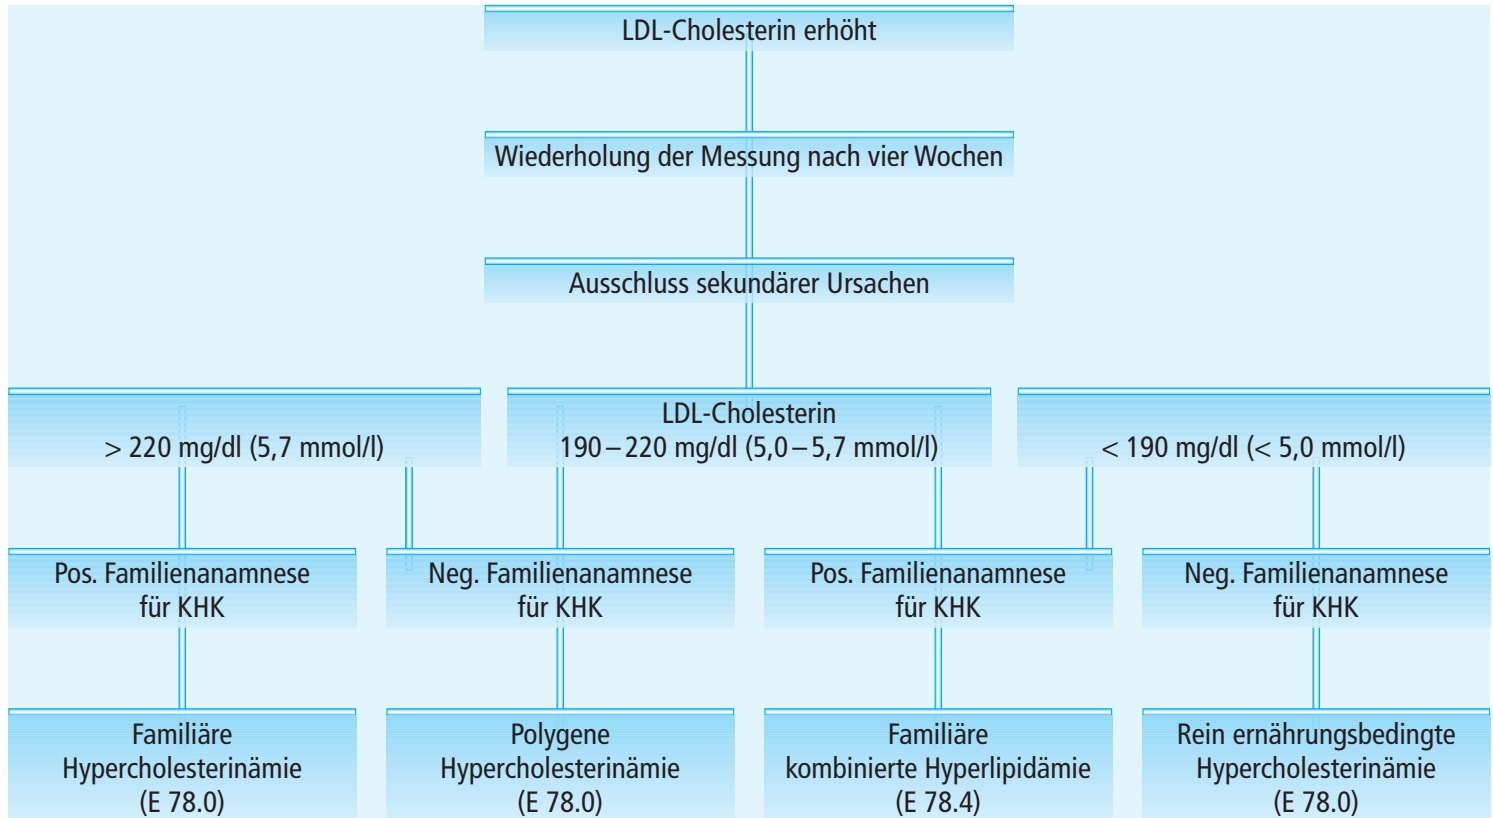 LDL-Cholesterin erhöht
Wiederholung der Messung nach vier Wochen
Ausschluss sekundärer Ursachen
LDL-Cholesterin
> 220 mg/dl (5,7 mmol/l)
190–220 mg/dl (5,0–5,7 mmol/l)
< 190 mg/dl (< 5,0 mmol/l)
Pos. Familienanamnese
für KHK
Neg. Familienanamnese
für KHK
Pos. Familienanamnese
für KHK
Neg. Familienanamnese
für KHK
Familiäre
Hypercholesterinämie
(E 78.0)
Polygene
Hypercholesterinämie
(E 78.0)
Familiäre
kombinierte Hyperlipidämie
(E 78.4)
Rein ernährungsbedingte
Hypercholesterinämie
(E 78.0)